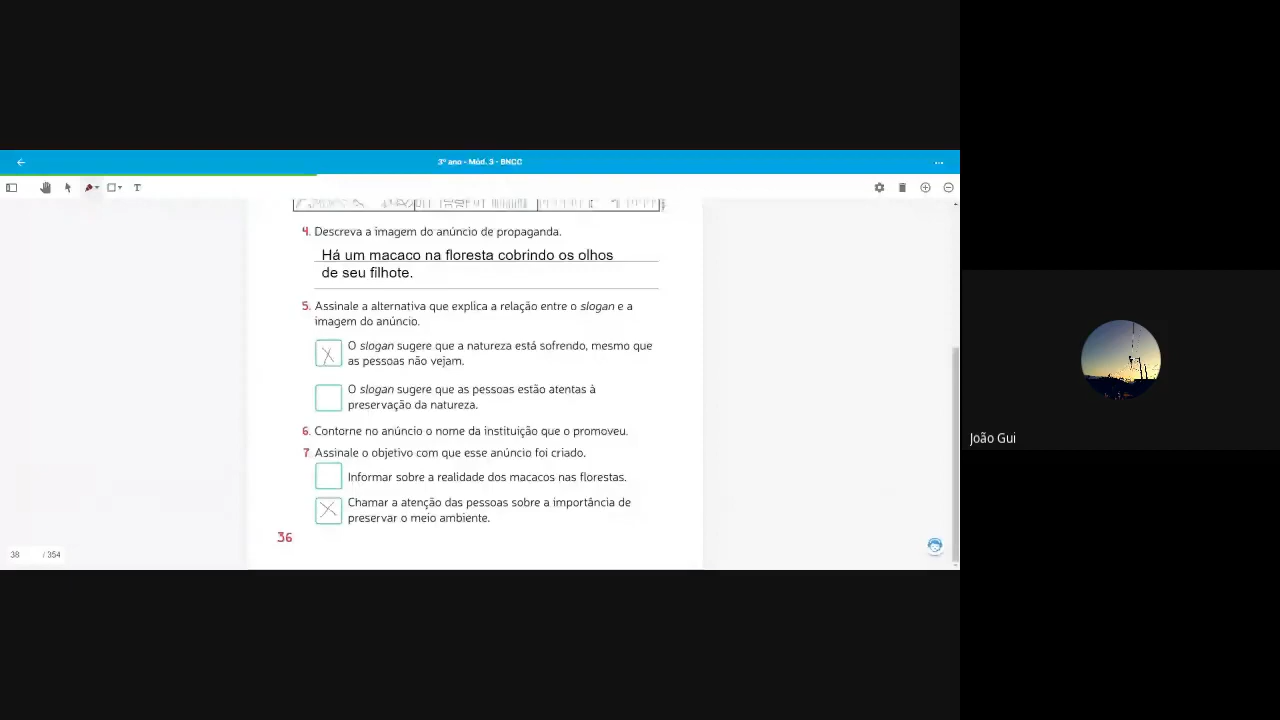 3º ano - Mód. 3 - BNCC
T
4. Descreva a imagem do anúncio de propaganda.
Há um macaco na floresta cobrindo os olhos
de seu filhote.
5. Assinale a alternativa que explica a relação entre o slogan e a
imagem do anúncio.
X O slogan sugere que a natureza está sofrendo, mesmo que
as pessoas não vejam.
O slogan sugere que as pessoas estão atentas à
preservação da natureza.
6. Contorne no anúncio o nome da instituição que o promoveu.
7 Assinale o objetivo com que esse anúncio foi criado.
Informar sobre a realidade dos macacos nas florestas.
X Chamar a atenção das pessoas sobre a importância de
preservar o meio ambiente.
36
38 / 354
João Gui